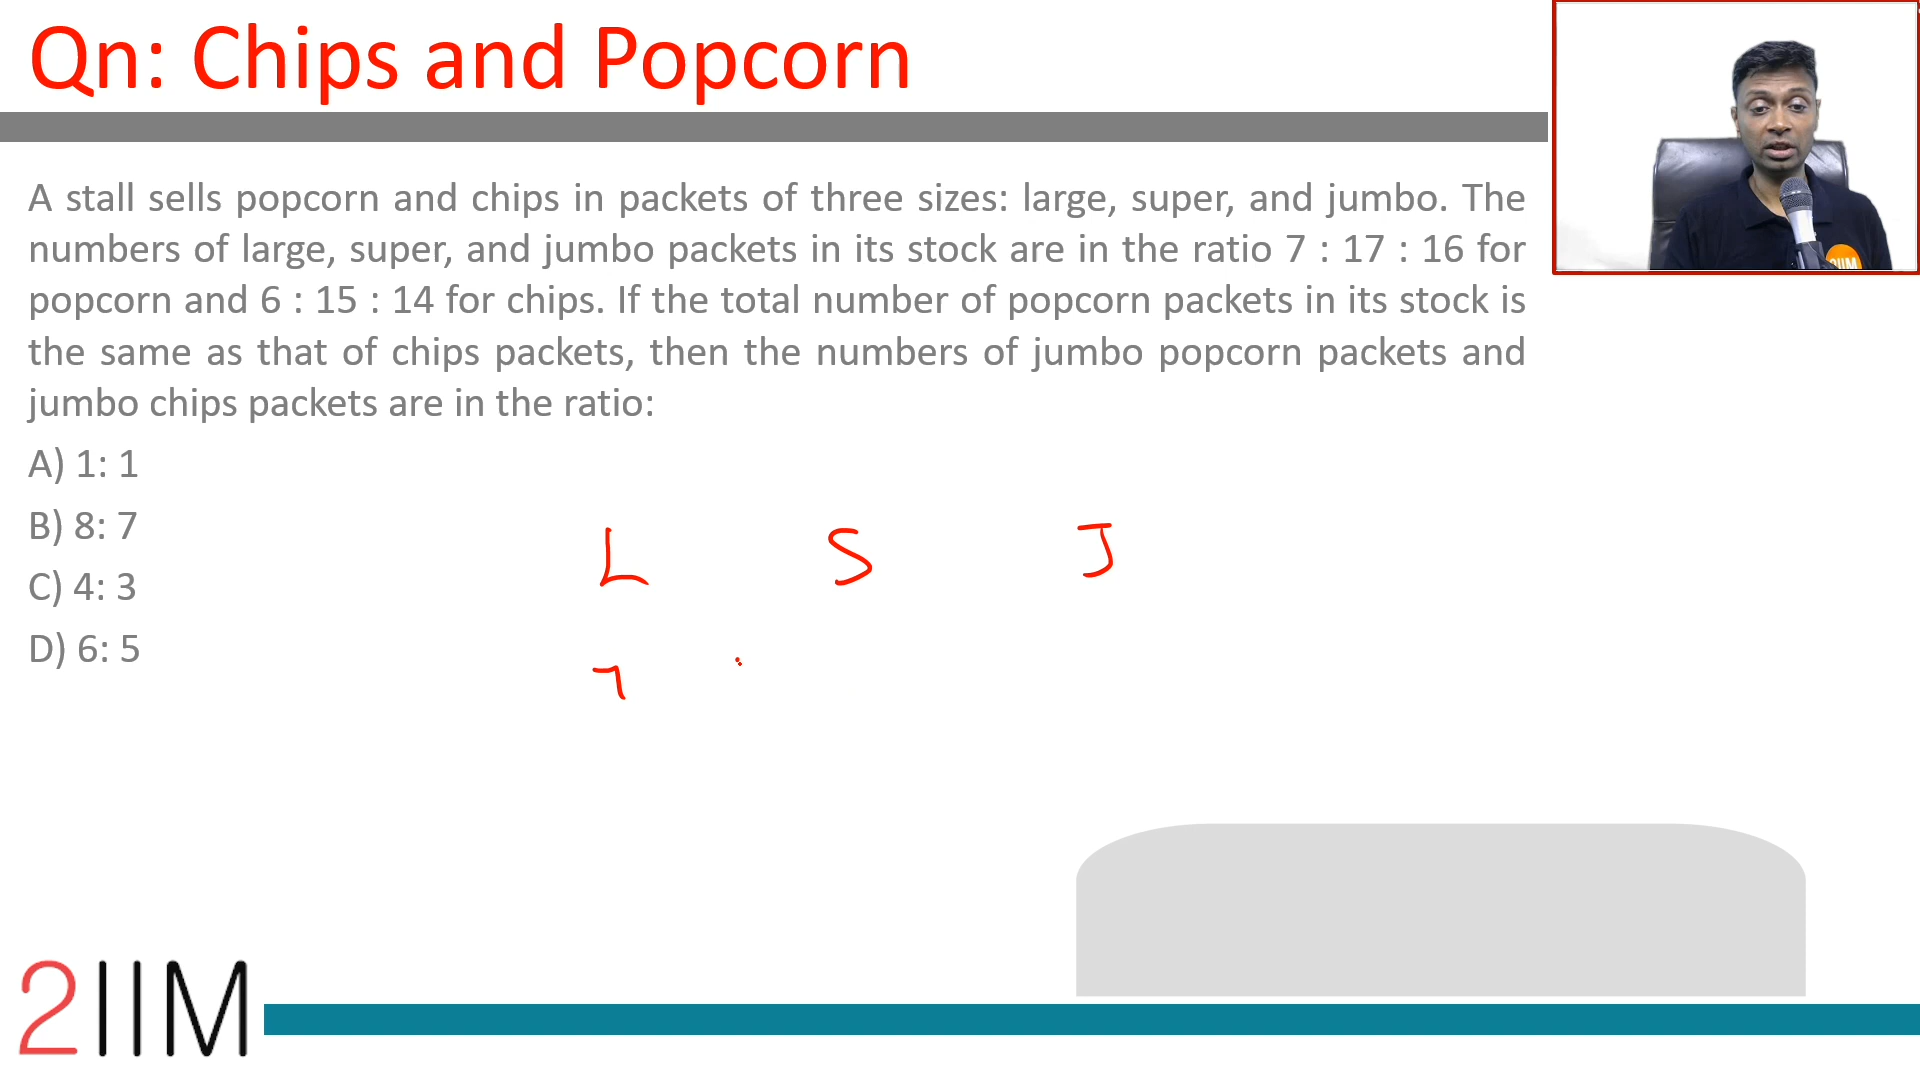 Qn: Chips and Popcorn
A stall sells popcorn and chips in packets of three sizes: large, super, and jumbo. The
numbers of large, super, and jumbo packets in its stock are in the ratio 7 : 17 : 16 for
popcorn and 6 : 15 : 14 for chips. If the total number of popcorn packets in its stock is
the same as that of chips packets, then the numbers of jumbo popcorn packets and
jumbo chips packets are in the ratio:
A) 1: 1
B) 8: 7
C) 4: 3
D) 6: 5
L S J
7
2IIM